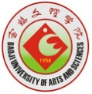 宝鸡文理学院
1958
BAOJI UNIVERSITY OF ARTS AND SCIENCES